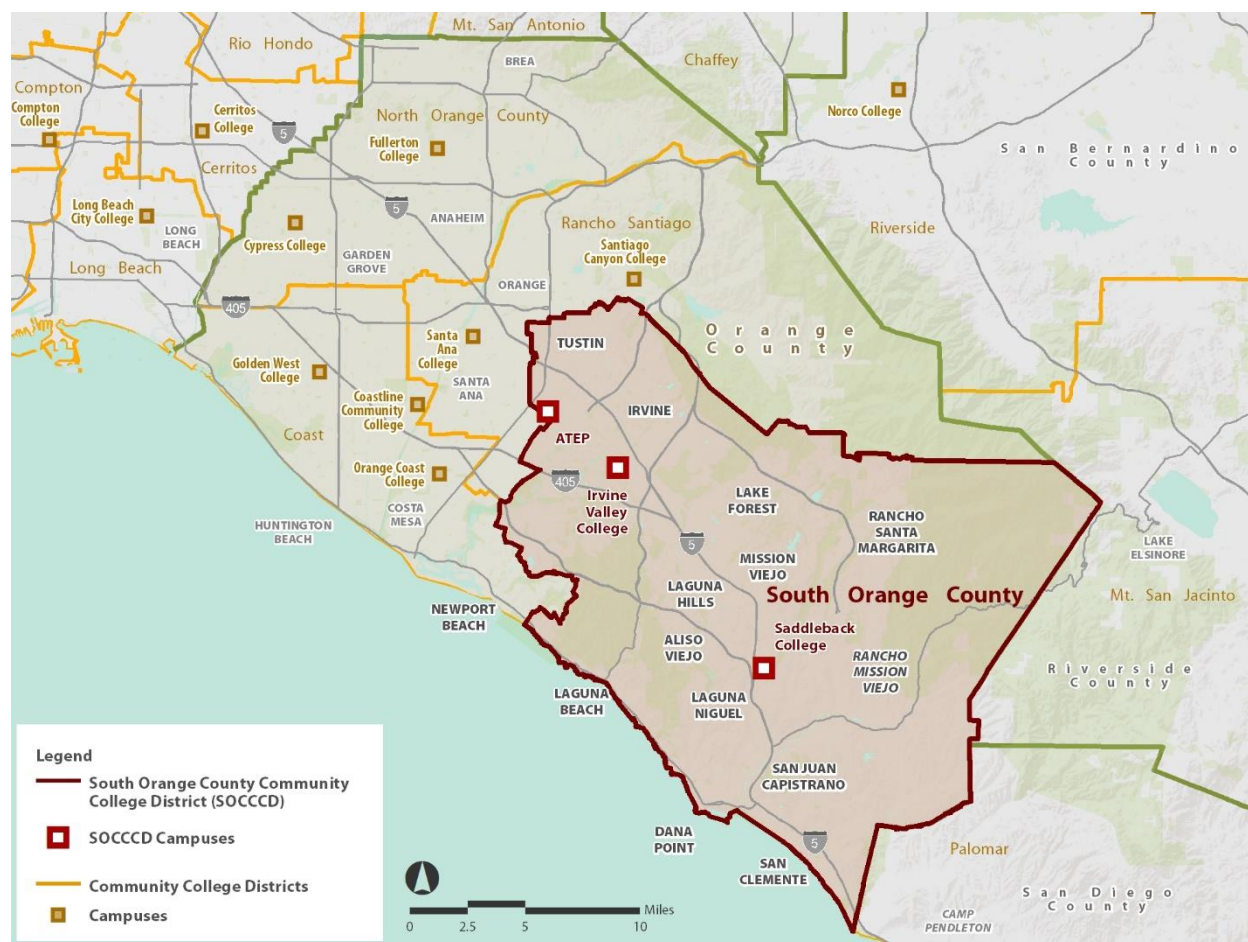 Mt. San Antonio
Rio Hondo
BREA
Chaffey
Compton
Compton
College
Cerritos
College
5
North Orange County
Fullerton
College
Norco College
San Bernardino
County
Cerritos
Long Beach
City College
LONG
BEACH
Cypress College
5
ANAHEIM
Rancho Santiago
Santiago
Canyon College
Riverside
GARDEN
GROVE
Long Beach
ORANGE
405
Orange
County
Santa
Ana
College
TUSTIN
Golden West
College
SANTA
ANA
Coastline
Community
College
IRVINE
Coast
ATEP
Orange Coast
College
405
Irvine
Valley
College
LAKE
FOREST
COSTA
MESA
HUNTINGTON
BEACH
RANCHO
SANTA
MARGARITA
5
LAKE
ELSINORE
MISSION
VIEJO
LAGUNA
HILLS
South Orange County
Mt. San Jacinto
NEWPORT
BEACH
Saddleback
College
ALISO
VIEJO
RANCHO
MISSION
VIEJO
Riverside
County
LAGUNA
BEACH
LAGUNA
NIGUEL
SAN JUAN
CAPISTRANO
DANA
POINT
5
SAN
CLEMENTE
Palomar
San Diego
County
CAMP
PENDLETON
Legend
South Orange County Community
College District (SOCCCD)
SOCCCD Campuses
Community College Districts
Campuses
Miles
0 2.5 5 10